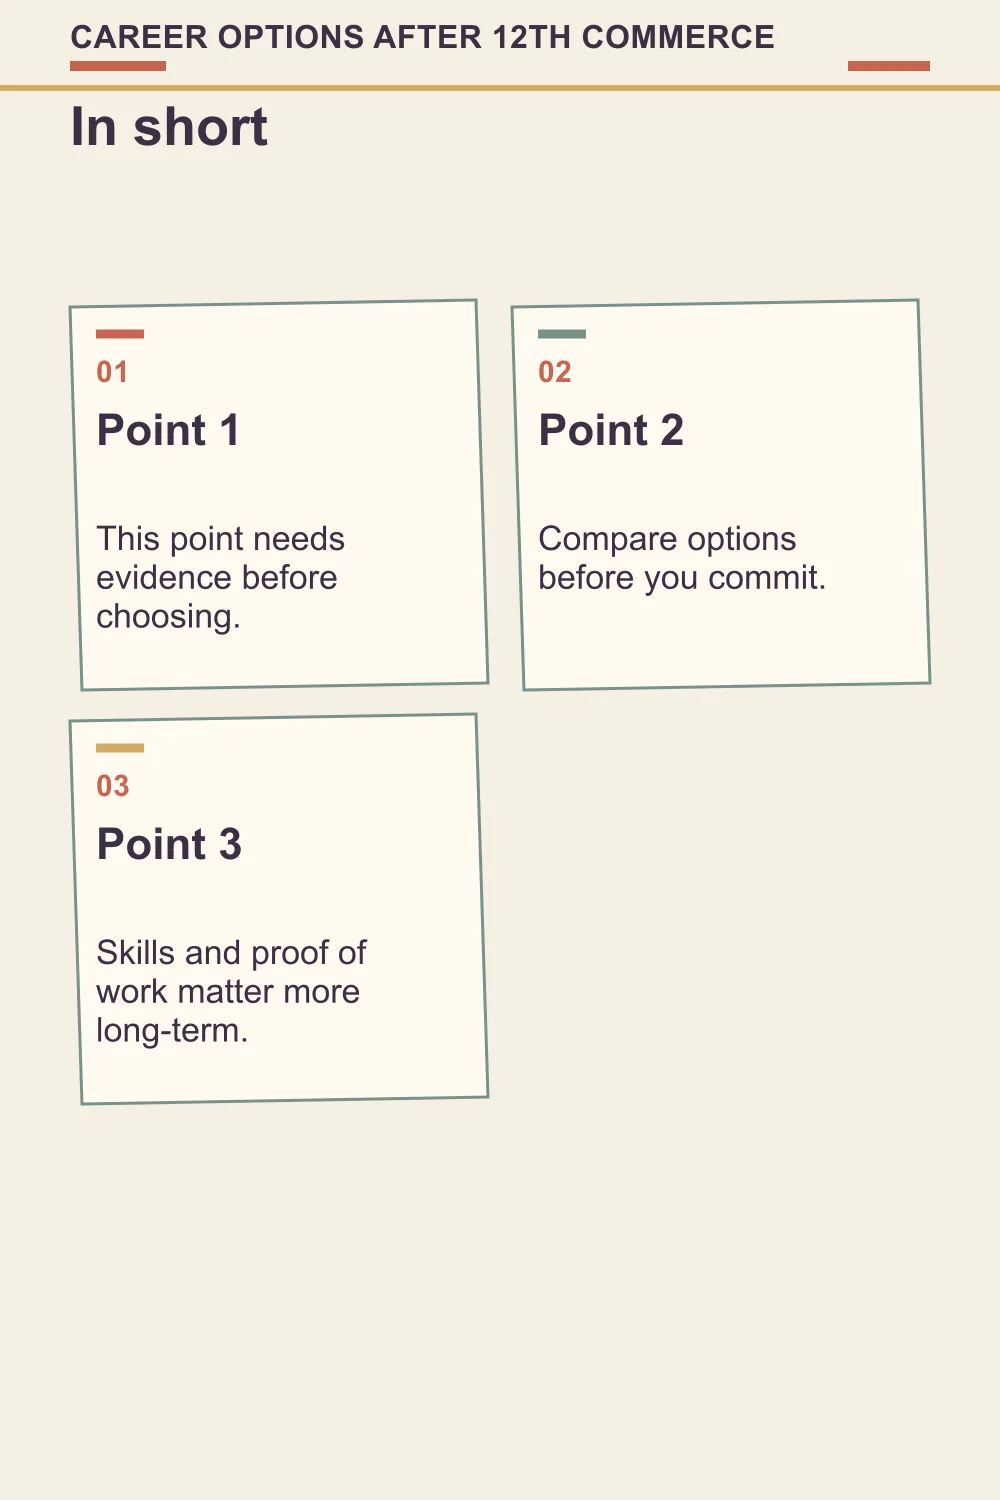 CAREER OPTIONS AFTER 12TH COMMERCE
In short
01
Point 1
This point needs
evidence before
choosing.
02
Point 2
Compare options
before you commit.
03
Point 3
Skills and proof of
work matter more
long-term.